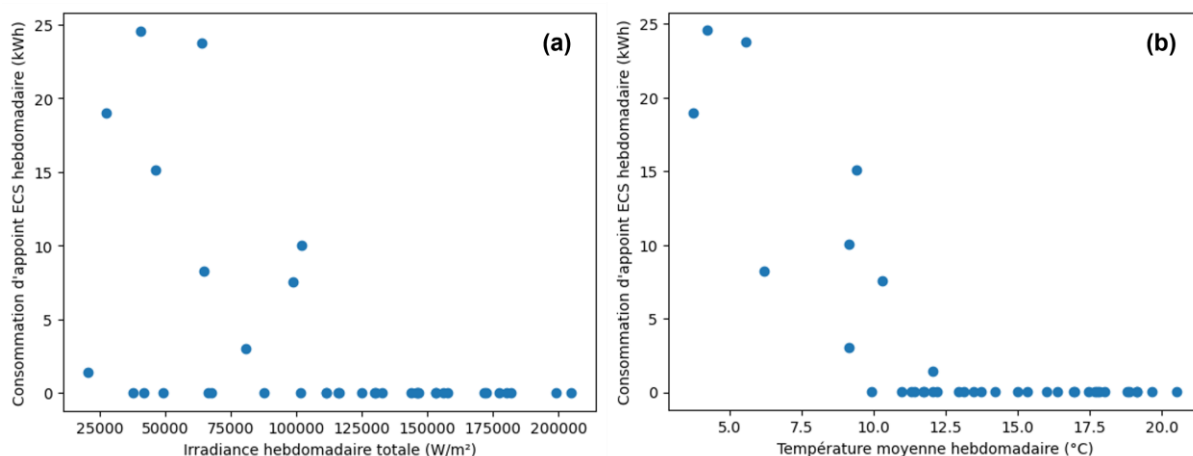 (a)
Consommation d'appoint ECS hebdomadaire (kWh)
25
20
15
10
5
0
25000 50000 75000 100000 125000 150000 175000 200000
Irradiance hebdomadaire totale (W/m²)
(b)
Consommation d'appoint ECS hebdomadaire (kWh)
25
20
15
10
5
0
5.0 7.5 10.0 12.5 15.0 17.5 20.0
Température moyenne hebdomadaire (°C)